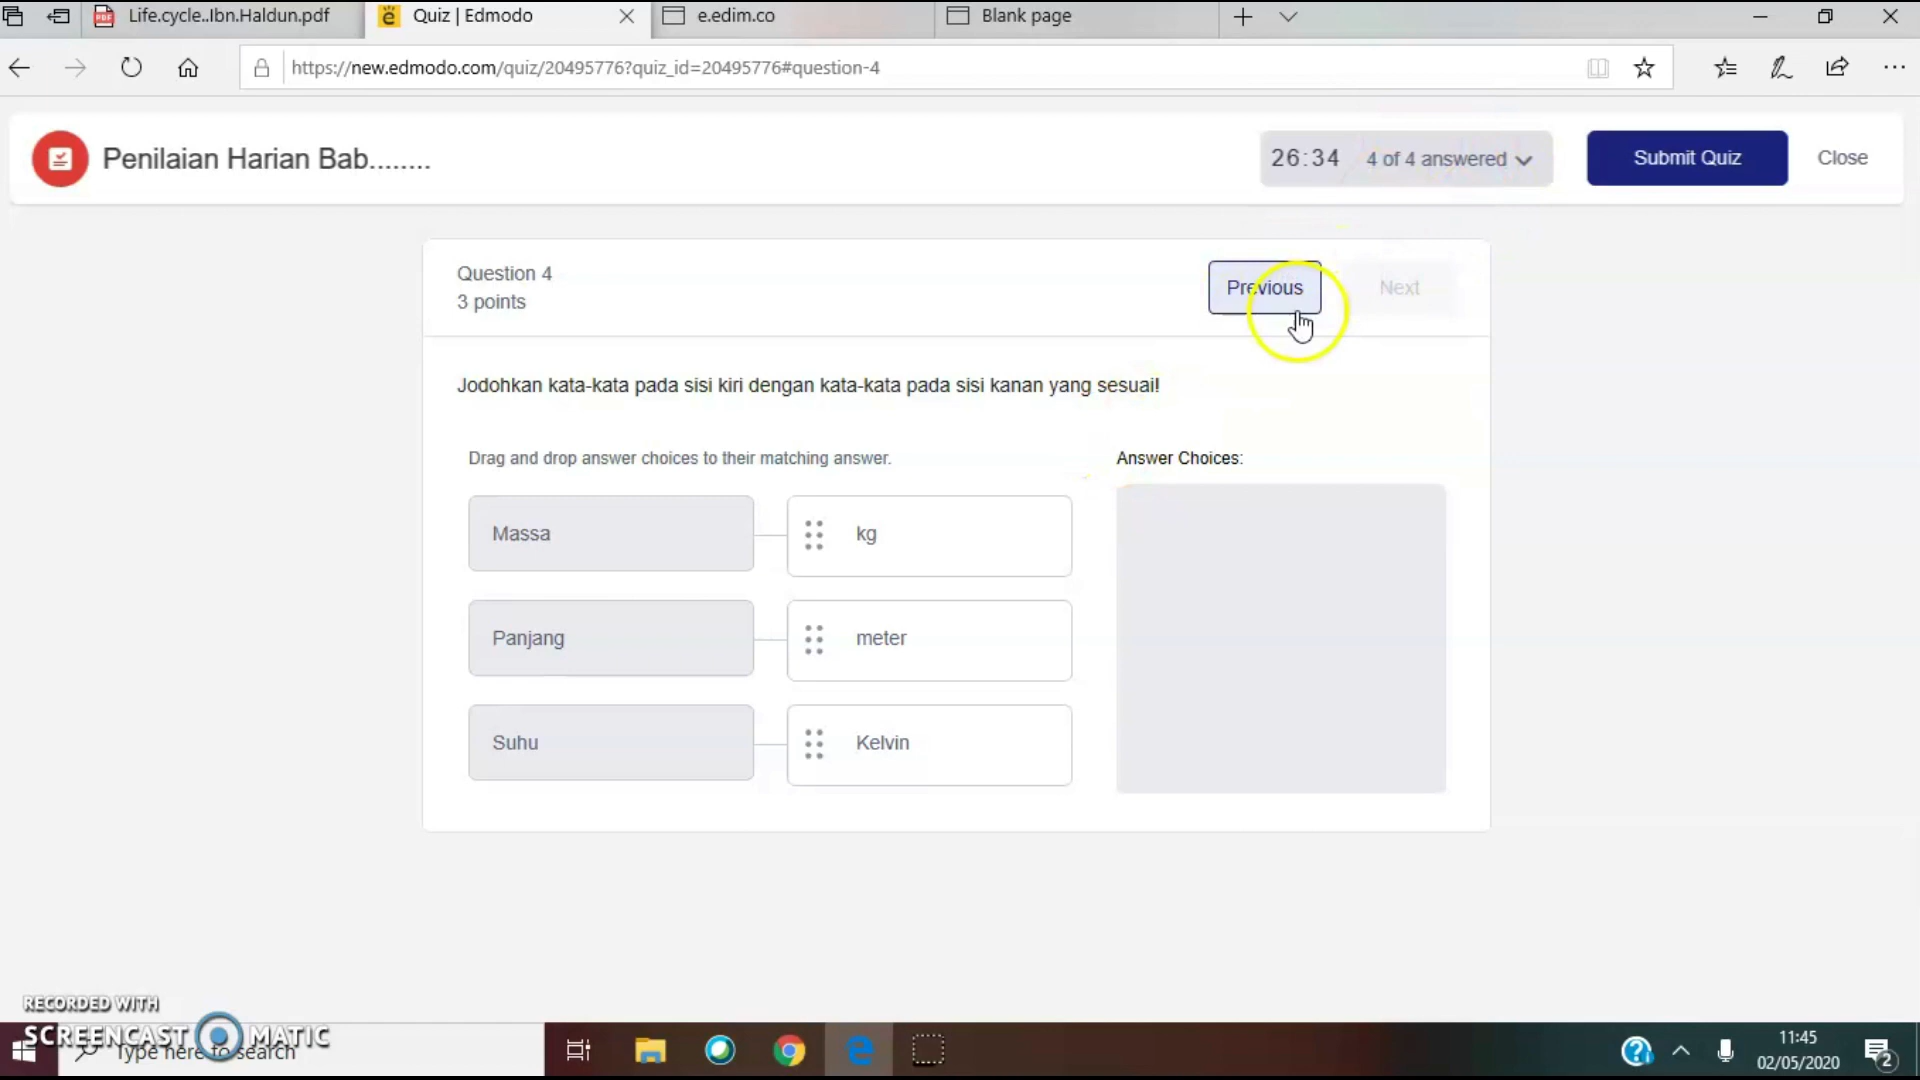 Life.cycle..Ibn.Haldun.pdf
Quiz | Edmodo
e.edim.co
Blank page
https://new.edmodo.com/quiz/20495776?quiz_id=20495776#question-4
Penilaian Harian Bab........
26:34
4 of 4 answered
Submit Quiz
Close
Question 4
3 points
Previous
Next
Jodohkan kata-kata pada sisi kiri dengan kata-kata pada sisi kanan yang sesuai!
Drag and drop answer choices to their matching answer.
Answer Choices:
Massa
kg
Panjang
meter
Suhu
Kelvin
RECORDED WITH
SCREENCAST MATIC
Type here to search
11:45
02/05/2020
2